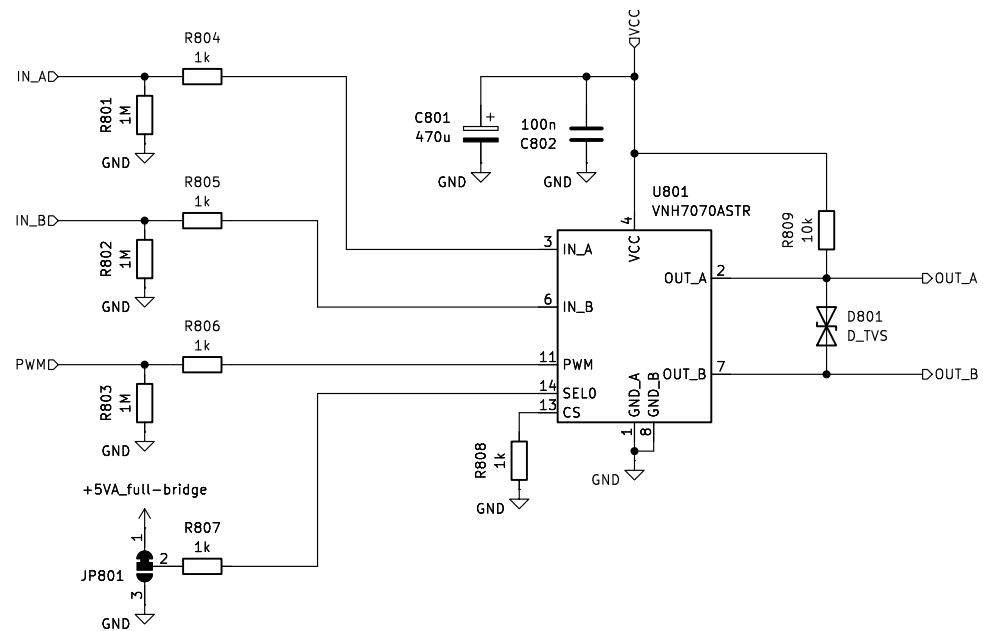 VCC
R804
1k
IN_A
R801
1M
GND
C801
470u
+
GND
100n
C802
GND
R805
1k
IN_B
R802
1M
GND
U801
VNH7070ASTR
4
VCC
3
IN_A
6
IN_B
11
PWM
14
SEL0
13
CS
OUT_A
2
OUT_B
7
GND_A
GND_B
1
8
GND
R809
10k
OUT_A
D801
D_TVS
OUT_B
R806
1k
PWM
R803
1M
GND
R808
1k
GND
+5VA_full-bridge
1
2
3
JP801
R807
1k
GND